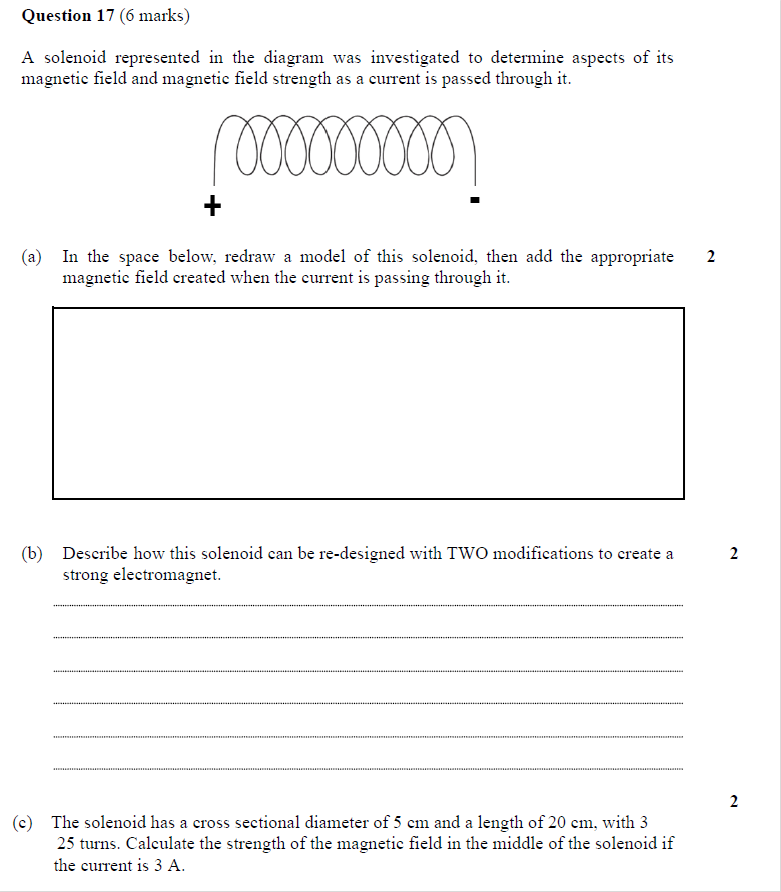 Question 17 (6 marks)
A solenoid represented in the diagram was investigated to determine aspects of its
magnetic field and magnetic field strength as a current is passed through it.
+ -
(a) In the space below, redraw a model of this solenoid, then add the appropriate 2
magnetic field created when the current is passing through it.
(b) Describe how this solenoid can be re-designed with TWO modifications to create a 2
strong electromagnet.
2
(c) The solenoid has a cross sectional diameter of 5 cm and a length of 20 cm, with 3
25 turns. Calculate the strength of the magnetic field in the middle of the solenoid if
the current is 3 A.